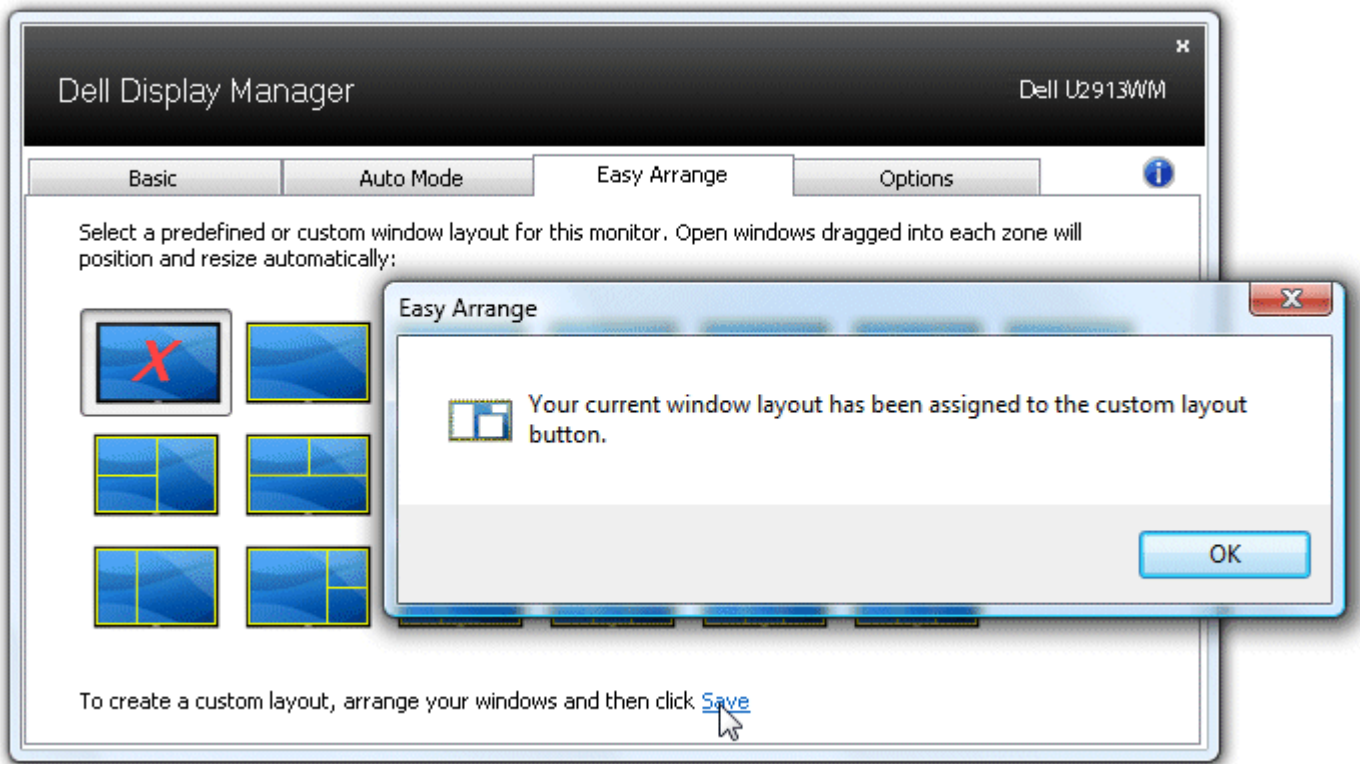 x
Dell Display Manager
Dell U2913WM
Basic
Auto Mode
Easy Arrange
Options
i
Select a predefined or custom window layout for this monitor. Open windows dragged into each zone will
position and resize automatically:
Easy Arrange
X
X
Your current window layout has been assigned to the custom layout
button.
OK
To create a custom layout, arrange your windows and then click Save